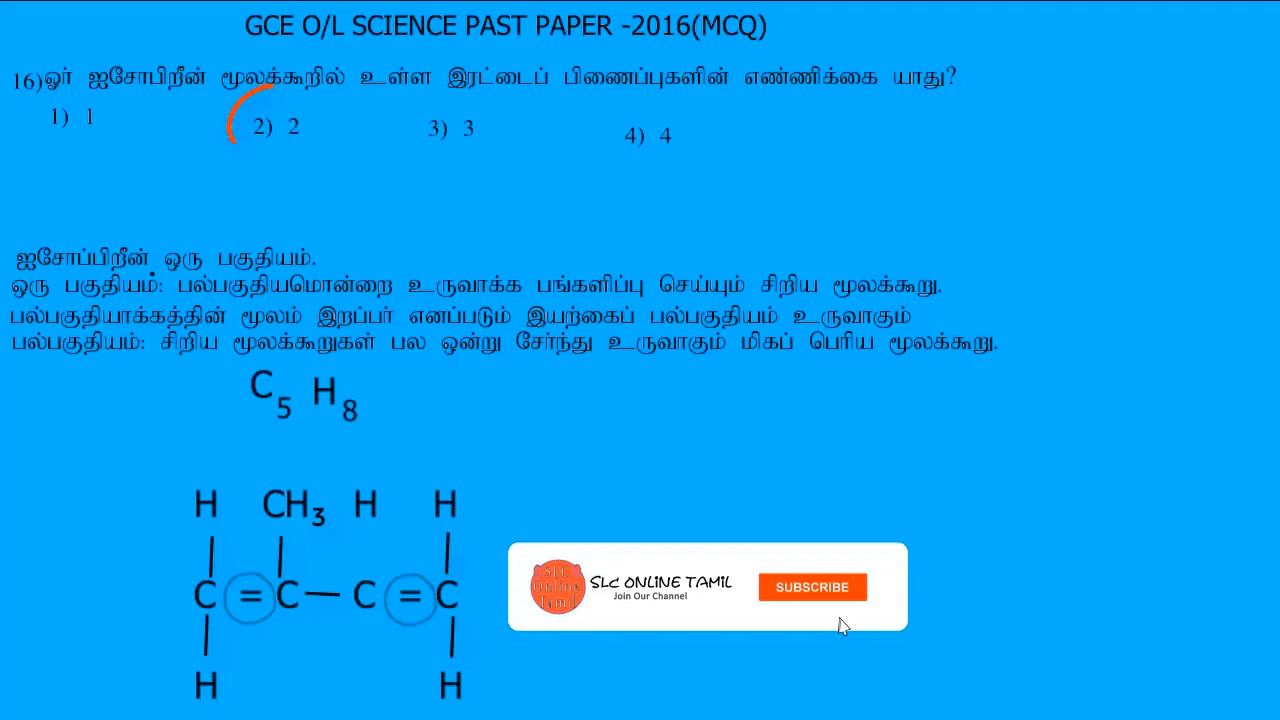 GCE O/L SCIENCE PAST PAPER -2016(MCQ)
16)ஓர் ஐசோபிறீன் மூலக்கூறில் உள்ள இரட்டைப் பிணைப்புகளின் எண்ணிக்கை யாது?
1) 1 2) 2 3) 3 4) 4
ஐசோப்பிறீன் ஒரு பகுதியம்.
ஒரு பகுதியம்: பல்பகுதியமொன்றை உருவாக்க பங்களிப்பு செய்யும் சிறிய மூலக்கூறு.
பல்பகுதியாக்கத்தின் மூலம் இறப்பர் எனப்படும் இயற்கைப் பல்பகுதியம் உருவாகும்
பல்பகுதியம்: சிறிய மூலக்கூறுகள் பல ஒன்று சேர்ந்து உருவாகும் மிகப் பெரிய மூலக்கூறு.
C5 H8
H CH3 H H
C = C — C = C
H H
SLC Online Tamil
SLC ONLINE TAMIL
Join Our Channel
SUBSCRIBE